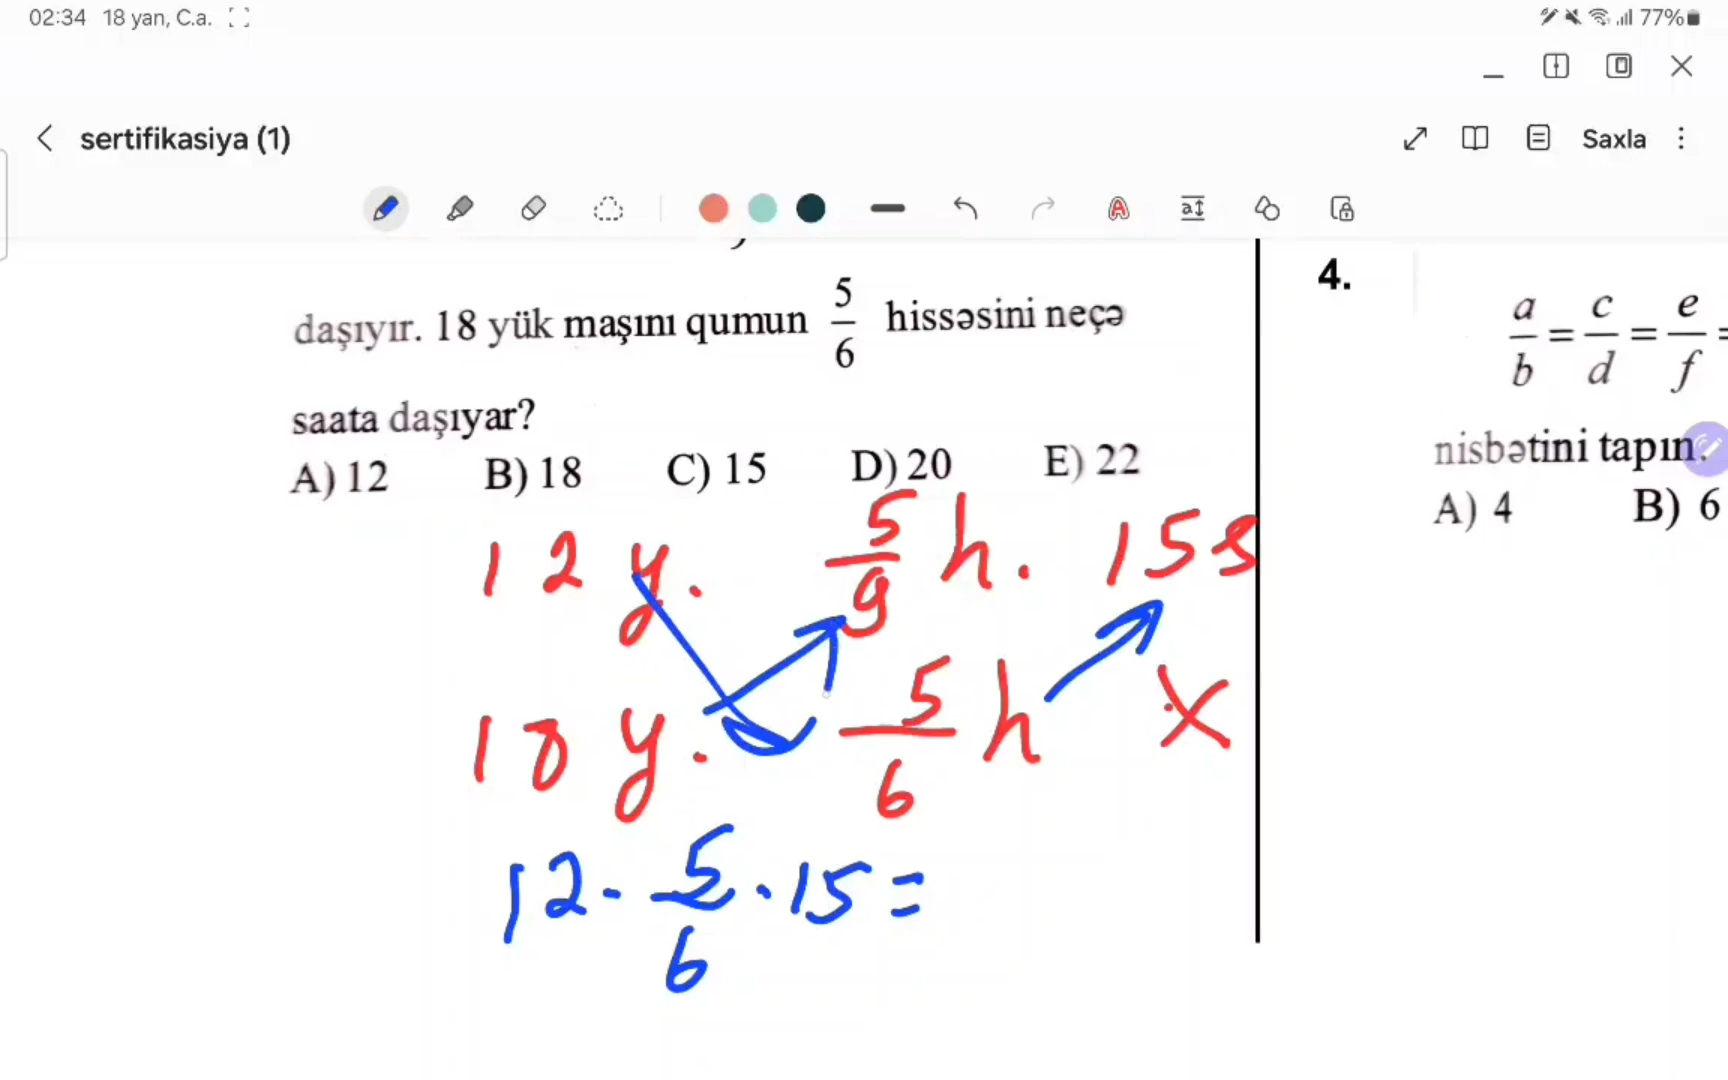 02:34 18 yan, C.a. 77%
sertifikasiya (1)
Saxla
daşıyır. 18 yük maşını qumun 5/6 hissəsini neçə
saata daşıyar?
A) 12 B) 18 C) 15 D) 20 E) 22
12 y. 5/9 h. 15 s
18 y. 5/6 h x
12 · 5/6 · 15 =
4.
a/b = c/d = e/f =
nisbətini tapın.
A) 4 B) 6